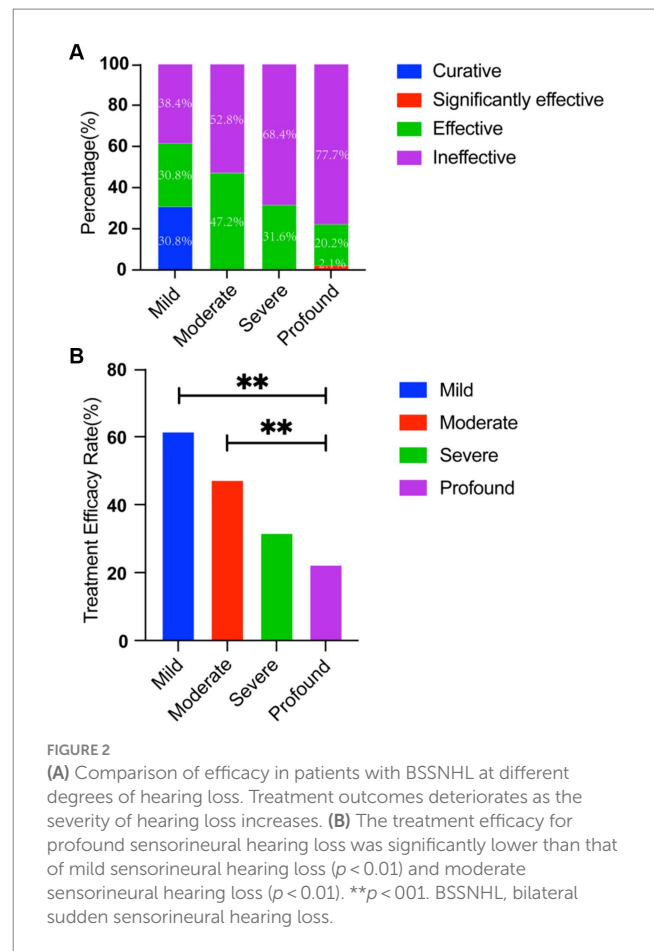 A
100
80
60
40
20
0
Percentage(%)
38.4%
30.8%
30.8%
52.8%
47.2%
68.4%
31.6%
77.7%
20.2%
2.1%
Mild
Moderate
Severe
Profound
Curative
Significantly effective
Effective
Ineffective
B
80
60
40
20
0
Treatment Efficacy Rate(%)
**
**
Mild
Moderate
Severe
Profound
Mild
Moderate
Severe
Profound
FIGURE 2
(A) Comparison of efficacy in patients with BSSNHL at different
degrees of hearing loss. Treatment outcomes deteriorates as the
severity of hearing loss increases. (B) The treatment efficacy for
profound sensorineural hearing loss was significantly lower than that
of mild sensorineural hearing loss (p < 0.01) and moderate
sensorineural hearing loss (p < 0.01). **p < 001. BSSNHL, bilateral
sudden sensorineural hearing loss.